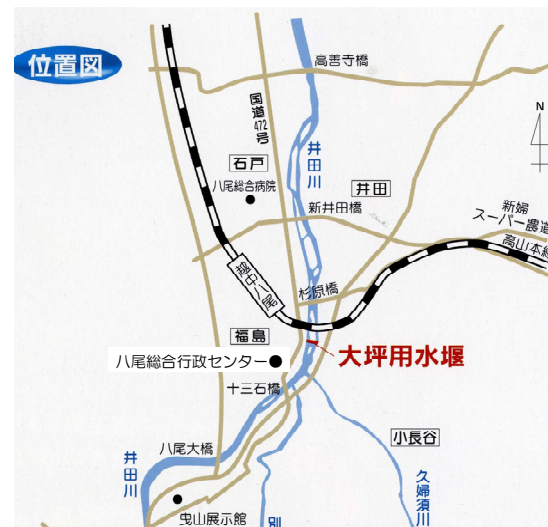 位置図
高善寺橋
N
国道472号
井田川
石戸
八尾総合病院
井田
新井田橋
新婦
スーパー農道
高山本線
越中八尾
杉原橋
福島
大坪用水堰
八尾総合行政センター
十三石橋
小長谷
八尾大橋
井田川
久婦須川
曳山展示館
別